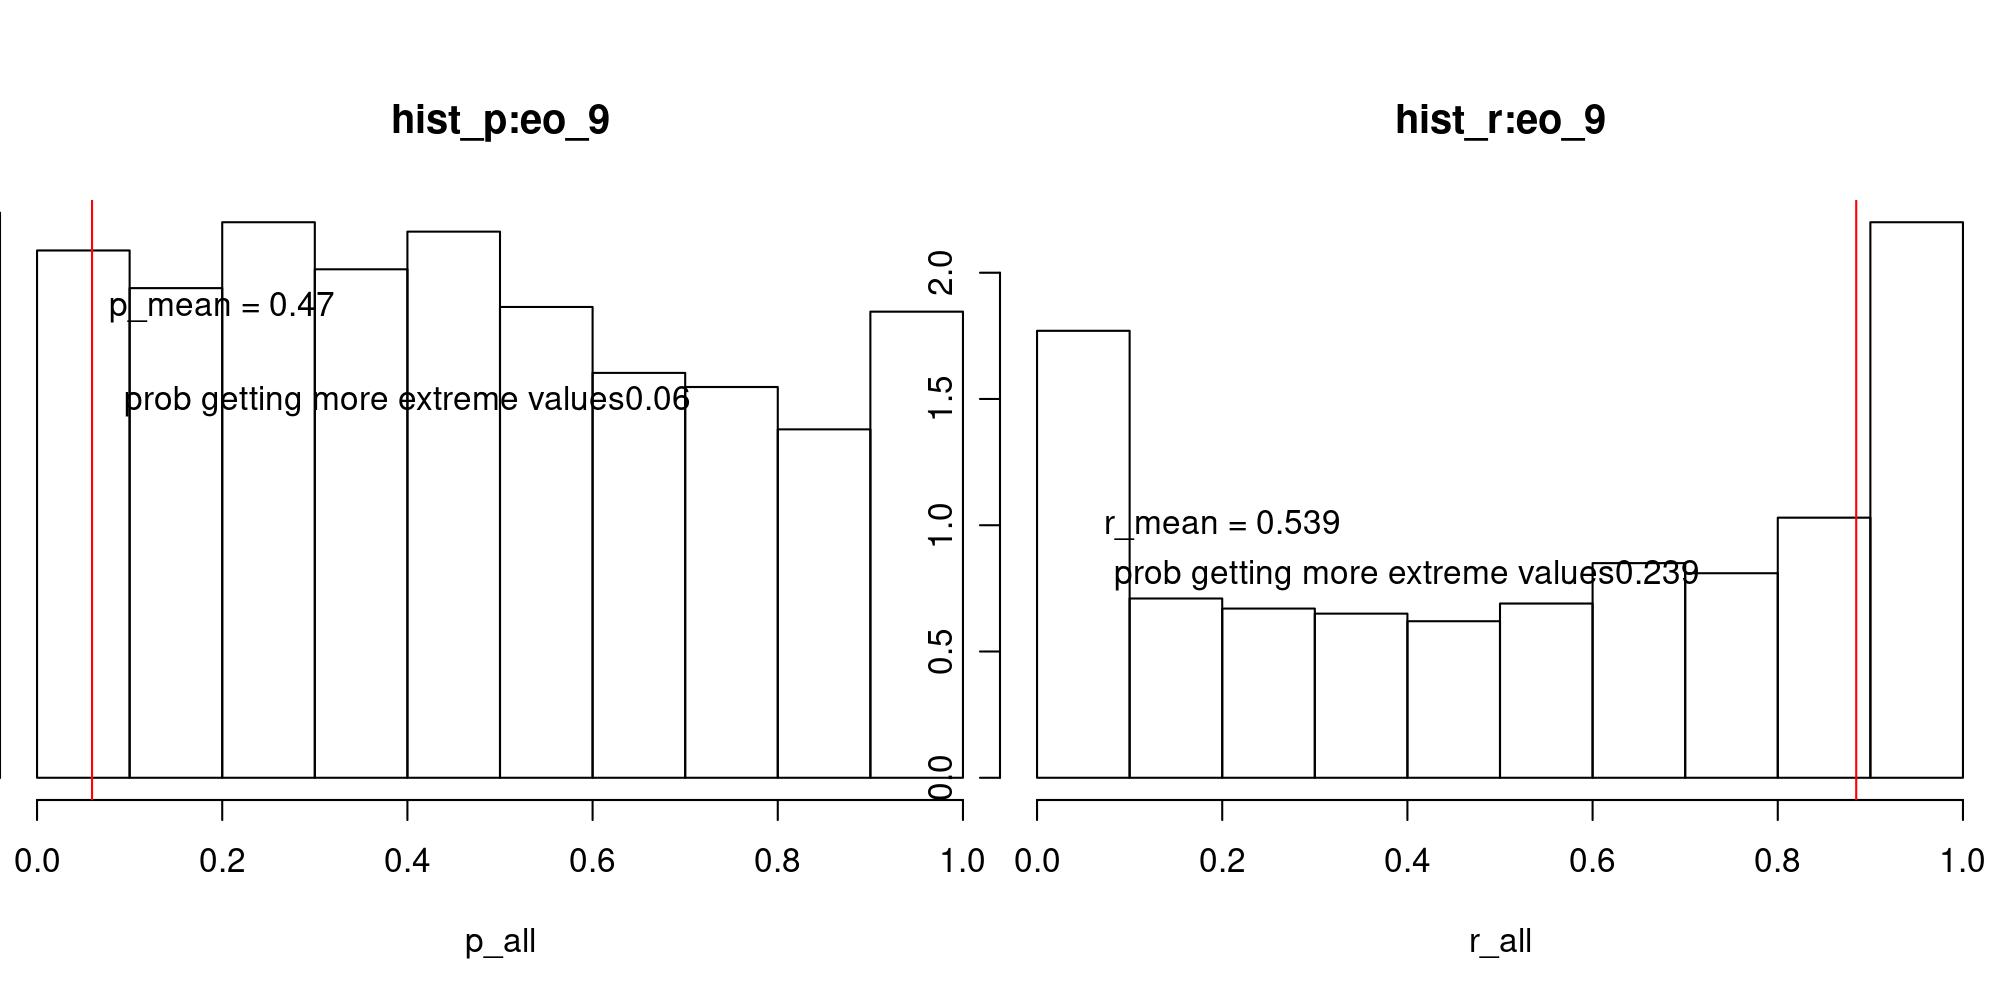 hist_p:eo_9
p_mean = 0.47
prob getting more extreme values0.06
0.0 0.2 0.4 0.6 0.8 1.0
p_all
hist_r:eo_9
2.0
1.5
1.0
0.5
0.0
r_mean = 0.539
prob getting more extreme values0.239
0.0 0.2 0.4 0.6 0.8 1.0
r_all